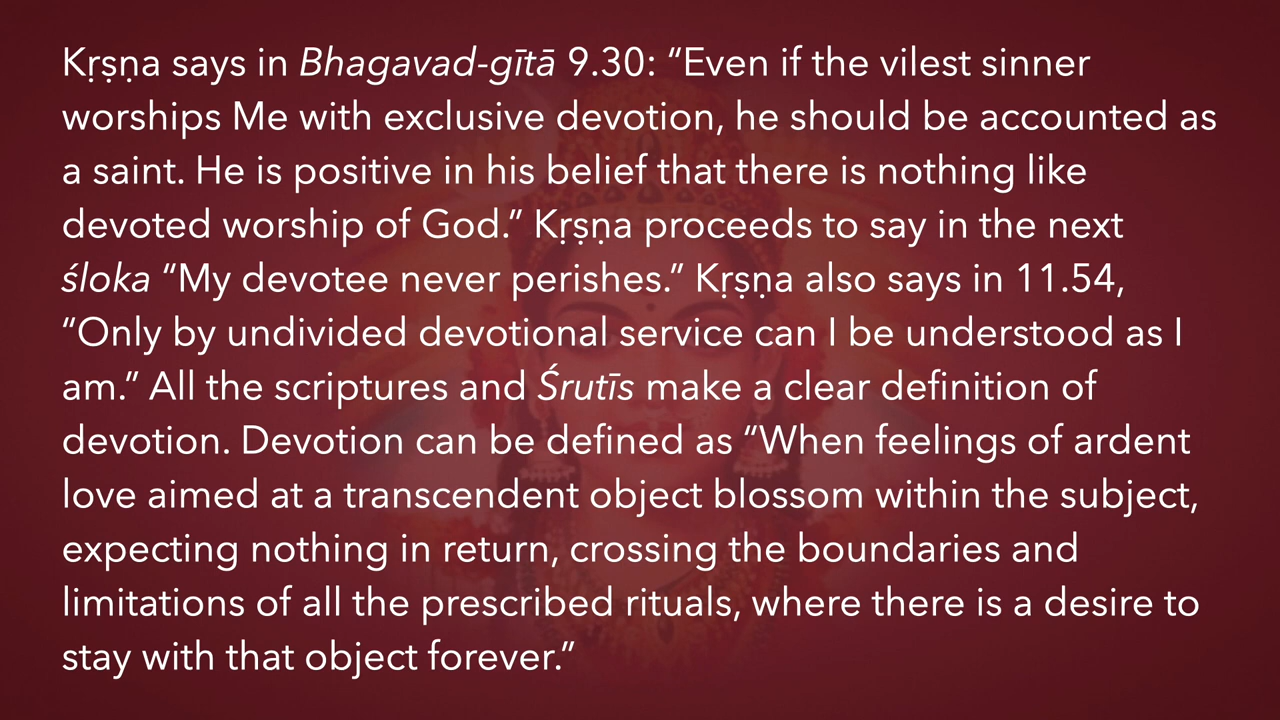 Kṛṣṇa says in Bhagavad-gītā 9.30: “Even if the vilest sinner
worships Me with exclusive devotion, he should be accounted as
a saint. He is positive in his belief that there is nothing like
devoted worship of God.” Kṛṣṇa proceeds to say in the next
śloka “My devotee never perishes.” Kṛṣṇa also says in 11.54,
“Only by undivided devotional service can I be understood as I
am.” All the scriptures and Śrutīs make a clear definition of
devotion. Devotion can be defined as “When feelings of ardent
love aimed at a transcendent object blossom within the subject,
expecting nothing in return, crossing the boundaries and
limitations of all the prescribed rituals, where there is a desire to
stay with that object forever.”